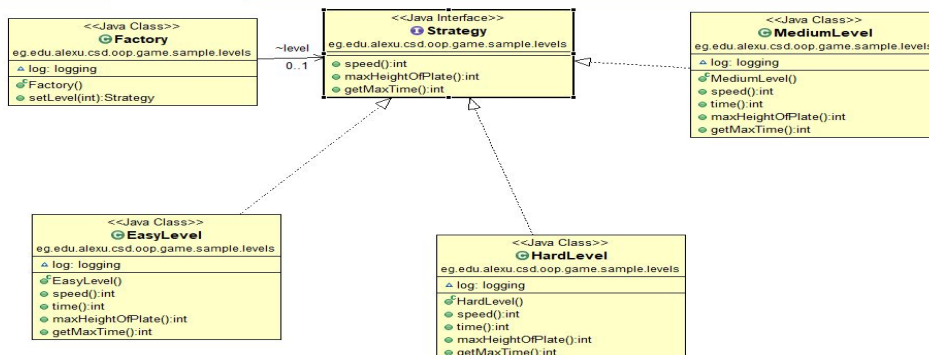 <<Java Class>>
Factory
eg.edu.alexu.csd.oop.game.sample.levels
log: logging
Factory()
setLevel(int):Strategy
~level
0..1
<<Java Interface>>
Strategy
eg.edu.alexu.csd.oop.game.sample.levels
speed():int
maxHeightOfPlate():int
getMaxTime():int
<<Java Class>>
MediumLevel
eg.edu.alexu.csd.oop.game.sample.levels
log: logging
MediumLevel()
speed():int
time():int
maxHeightOfPlate():int
getMaxTime():int
<<Java Class>>
EasyLevel
eg.edu.alexu.csd.oop.game.sample.levels
log: logging
EasyLevel()
speed():int
time():int
maxHeightOfPlate():int
getMaxTime():int
<<Java Class>>
HardLevel
eg.edu.alexu.csd.oop.game.sample.levels
log: logging
HardLevel()
speed():int
time():int
maxHeightOfPlate():int
getMaxTime():int